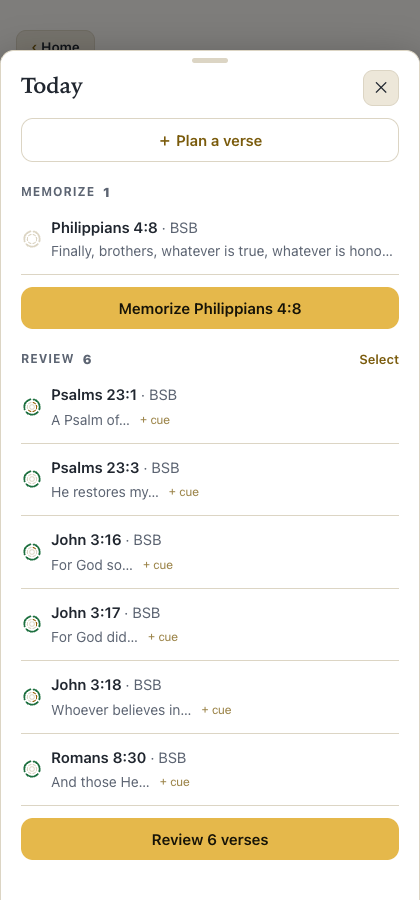 ‹ Home
Today
+ Plan a verse
MEMORIZE 1
Philippians 4:8 · BSB
Finally, brothers, whatever is true, whatever is hono...
Memorize Philippians 4:8
REVIEW 6 Select
Psalms 23:1 · BSB
A Psalm of... + cue
Psalms 23:3 · BSB
He restores my... + cue
John 3:16 · BSB
For God so... + cue
John 3:17 · BSB
For God did... + cue
John 3:18 · BSB
Whoever believes in... + cue
Romans 8:30 · BSB
And those He... + cue
Review 6 verses